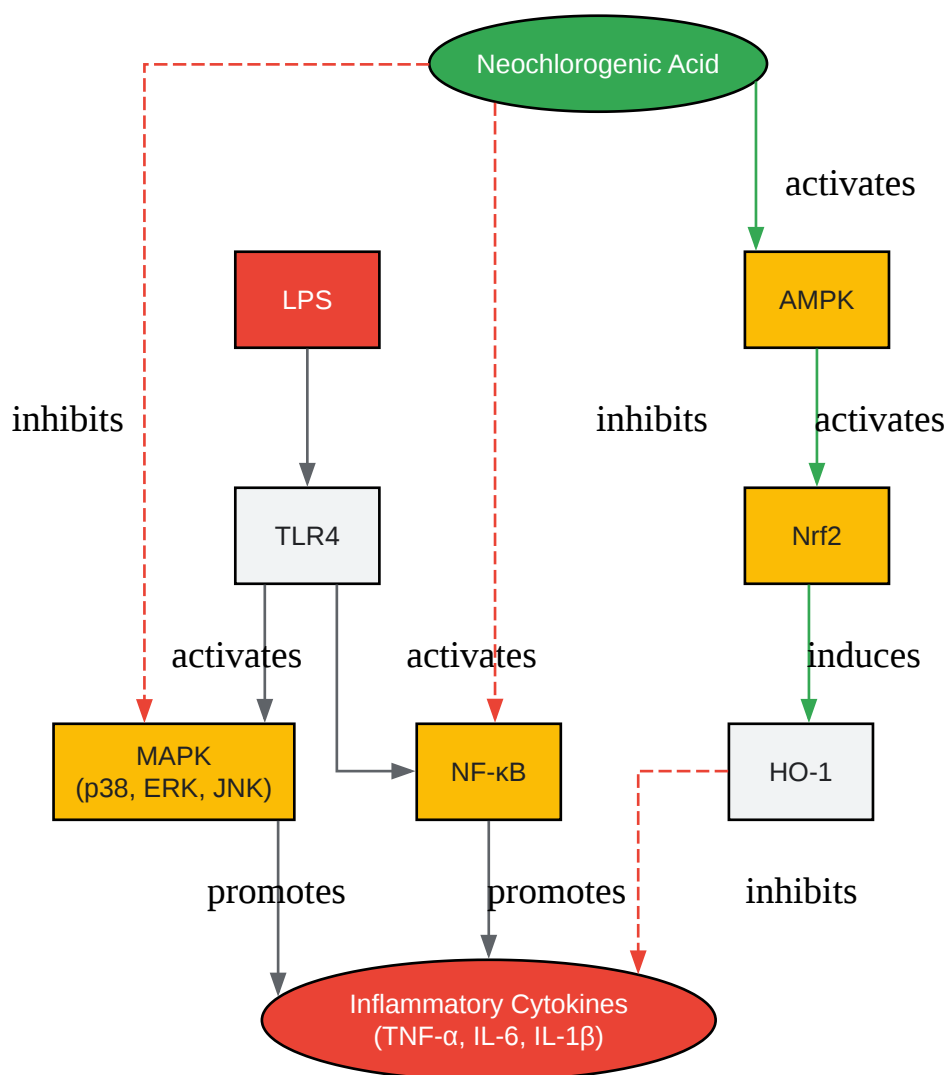 Neochlorogenic Acid
activates
LPS
AMPK
inhibits
inhibits
activates
TLR4
Nrf2
activates
activates
induces
MAPK
(p38, ERK, JNK)
NF-κB
HO-1
promotes
promotes
inhibits
Inflammatory Cytokines
(TNF-α, IL-6, IL-1β)